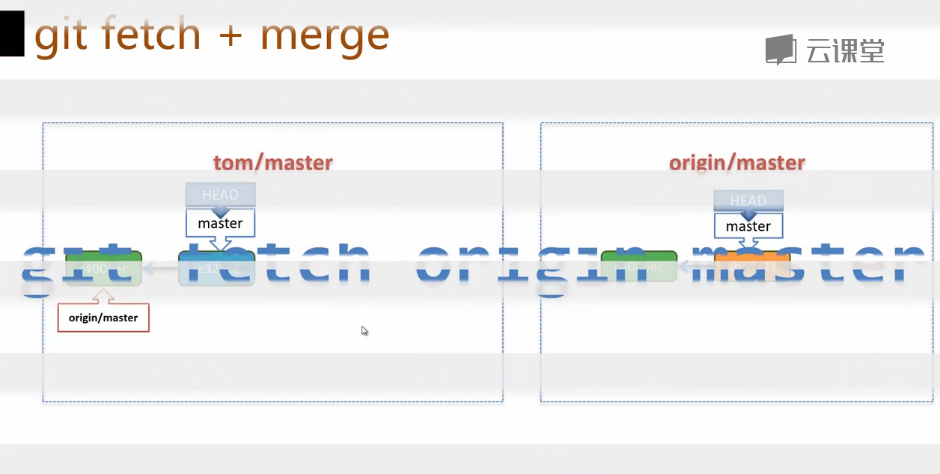 git fetch + merge
云课堂
tom/master
origin/master
HEAD
HEAD
master
master
git fetch origin master
origin/master